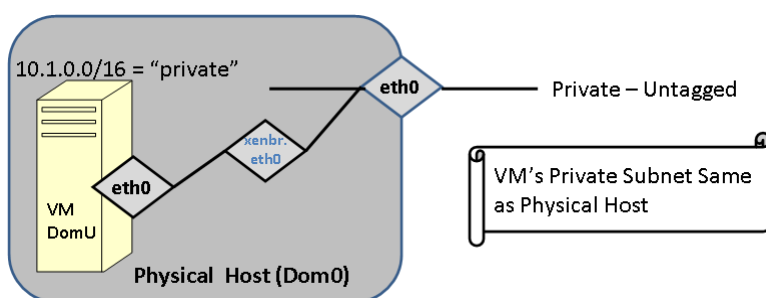 10.1.0.0/16 = “private”
eth0
Private – Untagged
xenbr.
eth0
eth0
VM
DomU
VM’s Private Subnet Same
as Physical Host
Physical Host (Dom0)